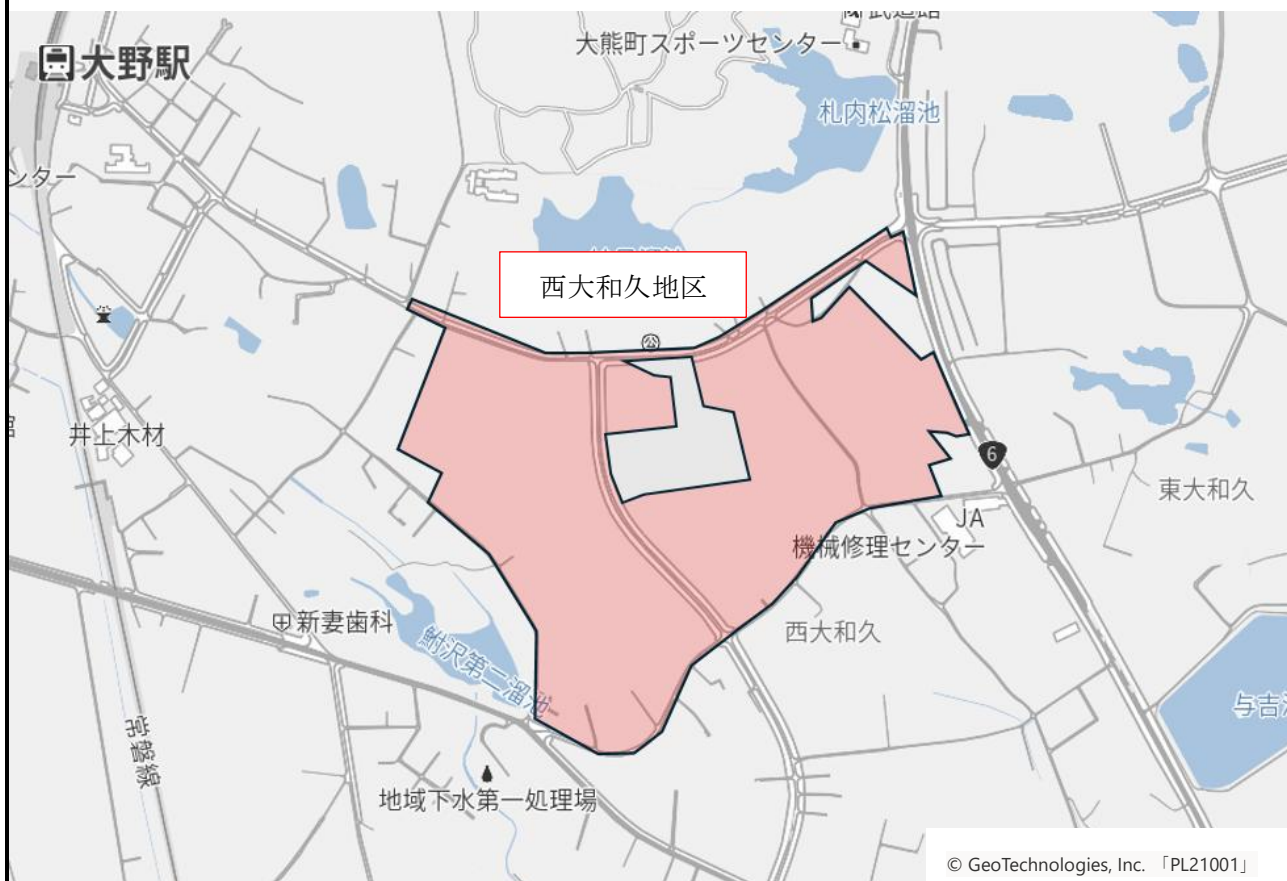 大野駅
大熊町スポーツセンター
札内松溜池
ンター
西大和久地区
井上木材
6
東大和久
JA
機械修理センター
新妻歯科
西大和久
鮒沢第二溜池
与吉
常磐線
地域下水第一処理場
© GeoTechnologies, Inc. 「PL21001」